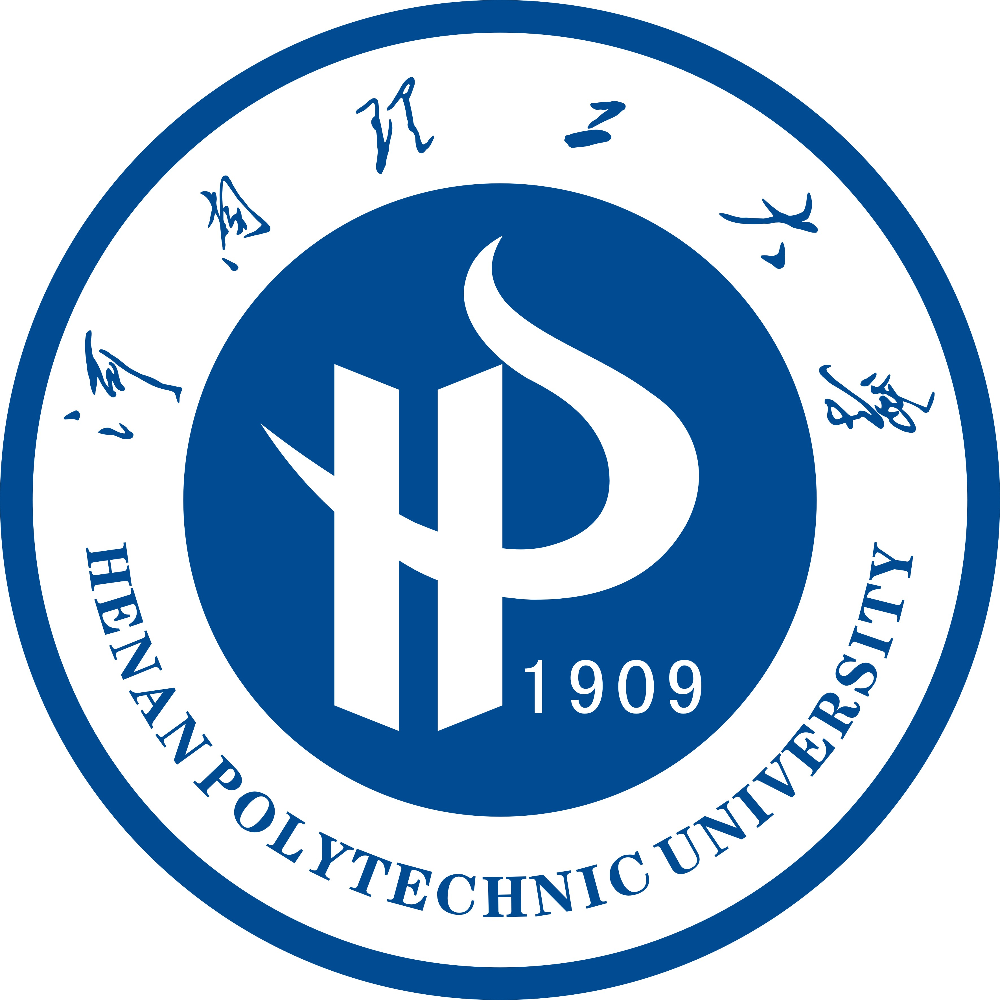 河南理工大学
HENAN POLYTECHNIC UNIVERSITY
1909